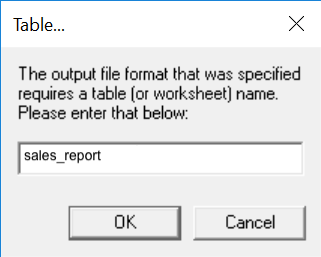 Table...
The output file format that was specified
requires a table (or worksheet) name.
Please enter that below:
sales_report
OK
Cancel